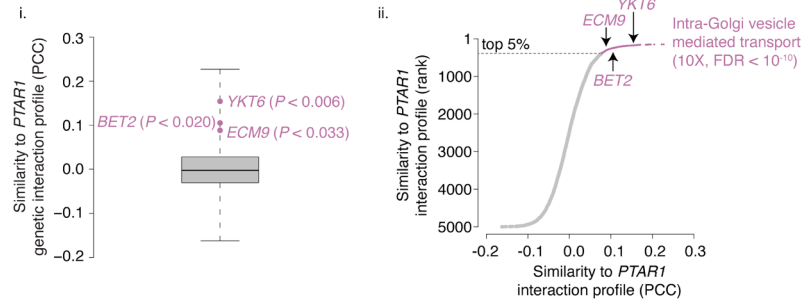 i.
Similarity to PTAR1
genetic interaction profile (PCC)
0.3
0.2
0.1
0.0
−0.1
−0.2
YKT6 (P < 0.006)
BET2 (P < 0.020)
ECM9 (P < 0.033)
ii.
Similarity to PTAR1
interaction profile (rank)
1
1000
2000
3000
4000
5000
top 5%
ECM9
YKT6
BET2
Intra-Golgi vesicle
mediated transport
(10X, FDR < 10⁻¹⁰)
-0.2
-0.1
0.0
0.1
0.2
0.3
Similarity to PTAR1
interaction profile (PCC)